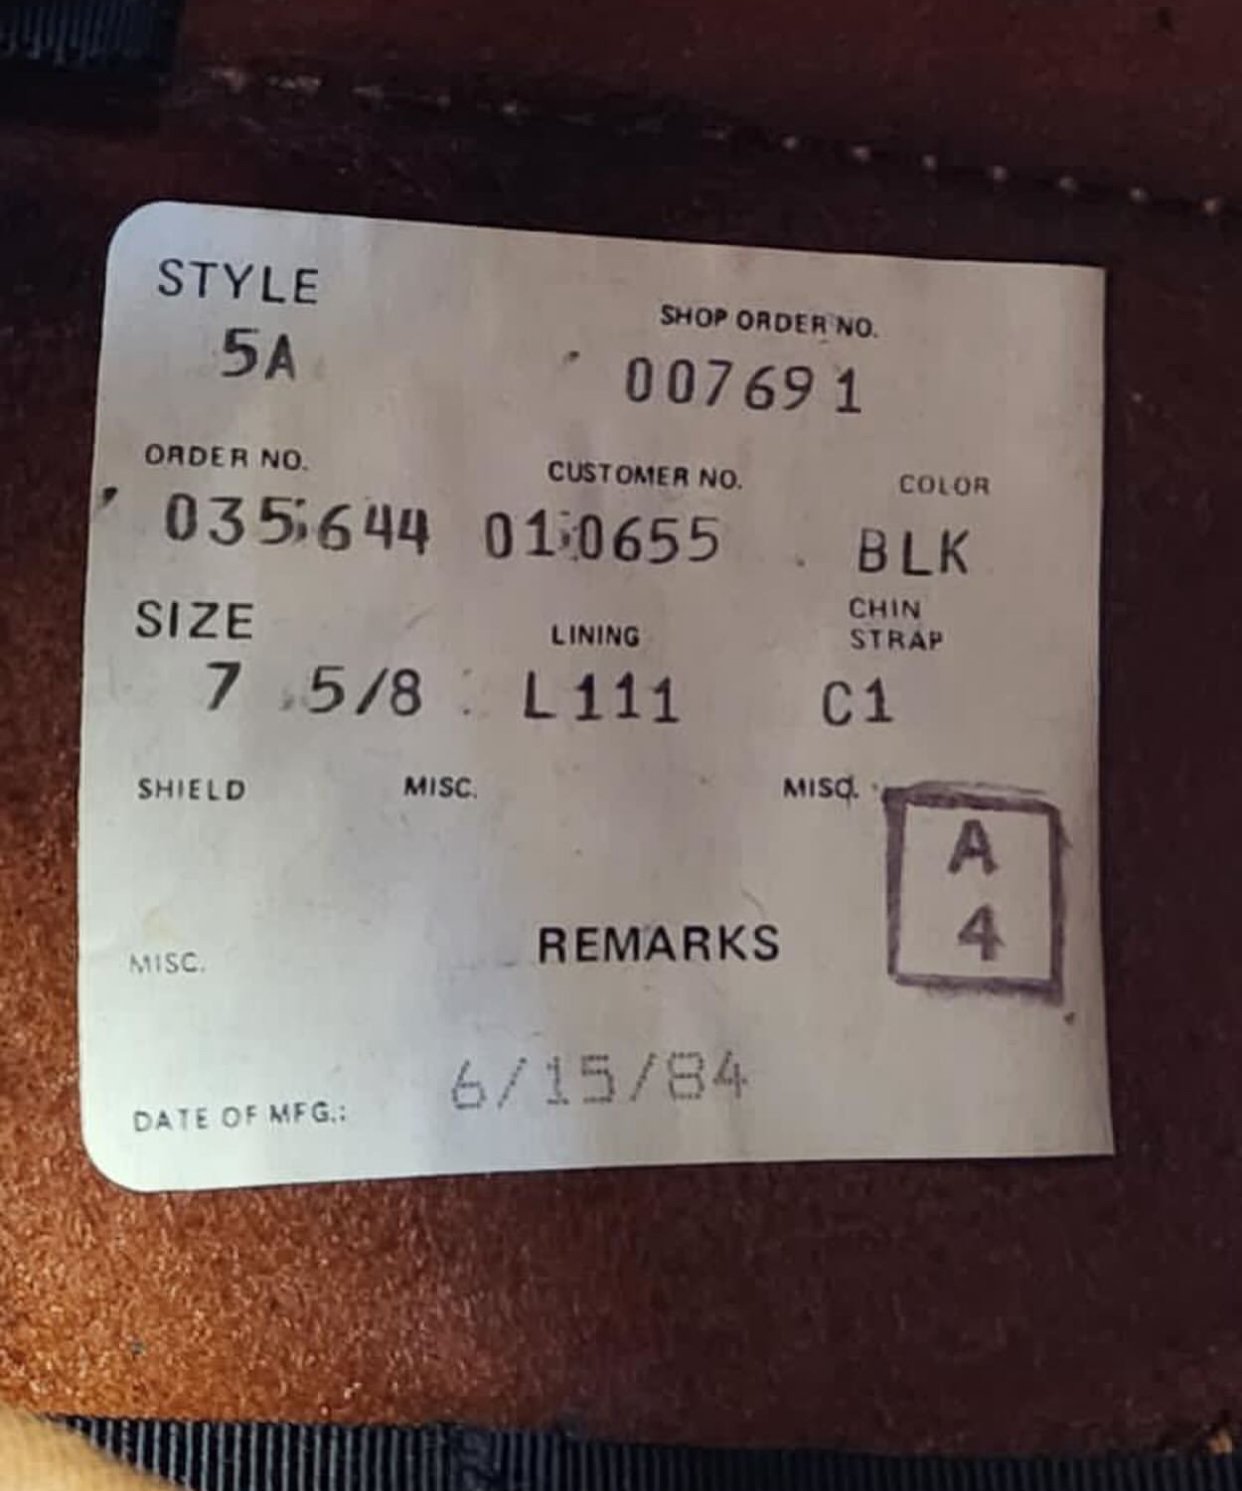 STYLE
5A
SHOP ORDER NO.
007691
ORDER NO.
035644
CUSTOMER NO.
010655
COLOR
BLK
SIZE
7 5/8
LINING
L111
CHIN
STRAP
C1
SHIELD
MISC.
MISC.
A
4
MISC.
REMARKS
DATE OF MFG.:
6/15/84